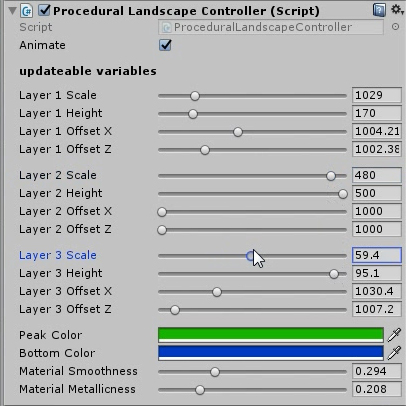 Procedural Landscape Controller (Script)
Script ProceduralLandscapeController
Animate
updateable variables
Layer 1 Scale 1029
Layer 1 Height 170
Layer 1 Offset X 1004.21
Layer 1 Offset Z 1002.38
Layer 2 Scale 480
Layer 2 Height 500
Layer 2 Offset X 1000
Layer 2 Offset Z 1000
Layer 3 Scale 59.4
Layer 3 Height 95.1
Layer 3 Offset X 1030.4
Layer 3 Offset Z 1007.2
Peak Color
Bottom Color
Material Smoothness 0.294
Material Metallicness 0.208